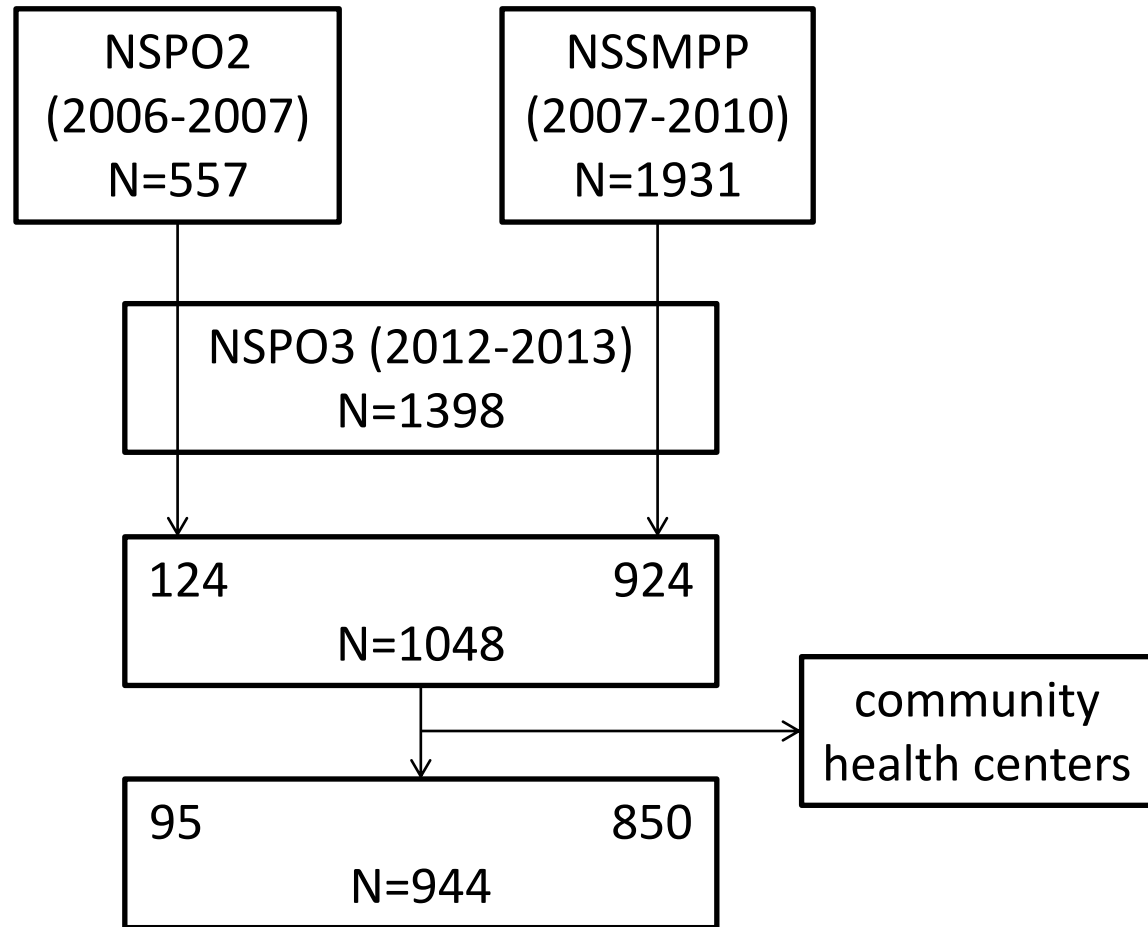 NSPO2
(2006-2007)
N=557
NSSMPP
(2007-2010)
N=1931
NSPO3 (2012-2013)
N=1398
124 924
N=1048
community
health centers
95 850
N=944